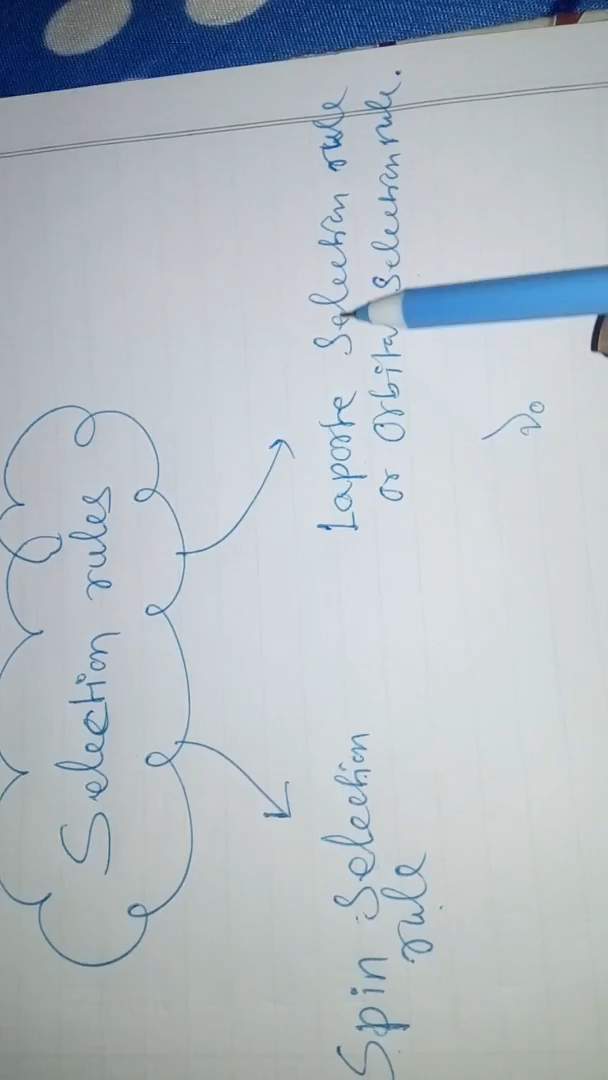 Selection rules
Spin Selection
rule
Laporte Selection rule
or Orbital Selection rule.